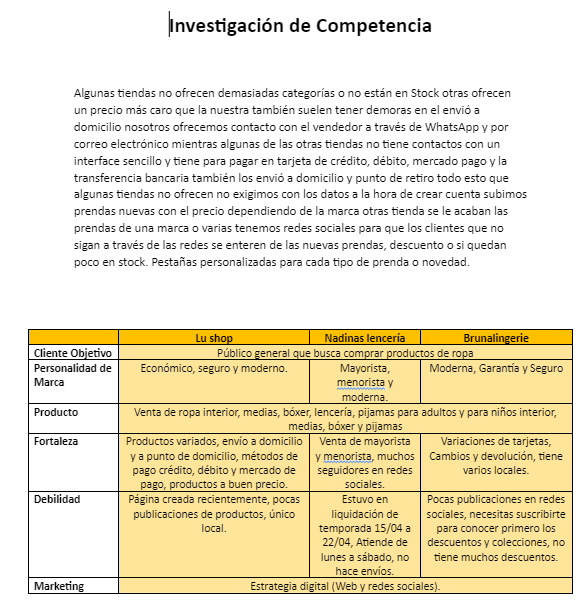 Investigación de Competencia
Algunas tiendas no ofrecen demasiadas categorías o no están en Stock otras ofrecen
un precio más caro que la nuestra también suelen tener demoras en el envió a
domicilio nosotros ofrecemos contacto con el vendedor a través de WhatsApp y por
correo electrónico mientras algunas de las otras tiendas no tiene contactos con un
interface sencillo y tiene para pagar en tarjeta de crédito, débito, mercado pago y la
transferencia bancaria también los envió a domicilio y punto de retiro todo esto que
algunas tiendas no ofrecen no exigimos con los datos a la hora de crear cuenta subimos
prendas nuevas con el precio dependiendo de la marca otras tienda se le acaban las
prendas de una marca o varias tenemos redes sociales para que los clientes que no
sigan a través de las redes se enteren de las nuevas prendas, descuento o si quedan
poco en stock. Pestañas personalizadas para cada tipo de prenda o novedad.
Lu shop
Nadinas lencería
Brunalingerie
Cliente Objetivo
Público general que busca comprar productos de ropa
Personalidad de
Marca
Económico, seguro y moderno.
Mayorista,
menorista y
moderna.
Moderna, Garantía y Seguro
Producto
Venta de ropa interior, medias, bóxer, lencería, pijamas para adultos y para niños interior,
medias, bóxer y pijamas
Fortaleza
Productos variados, envío a domicilio
y a punto de domicilio, métodos de
pago crédito, débito y mercado de
pago, productos a buen precio.
Venta de mayorista
y menorista, muchos
seguidores en redes
sociales.
Variaciones de tarjetas,
Cambios y devolución, tiene
varios locales.
Debilidad
Página creada recientemente, pocas
publicaciones de productos, único
local.
Estuvo en
liquidación de
temporada 15/04 a
22/04, Atiende de
lunes a sábado, no
hace envíos.
Pocas publicaciones en redes
sociales, necesitas suscribirte
para conocer primero los
descuentos y colecciones, no
tiene muchos descuentos.
Marketing
Estrategia digital (Web y redes sociales).